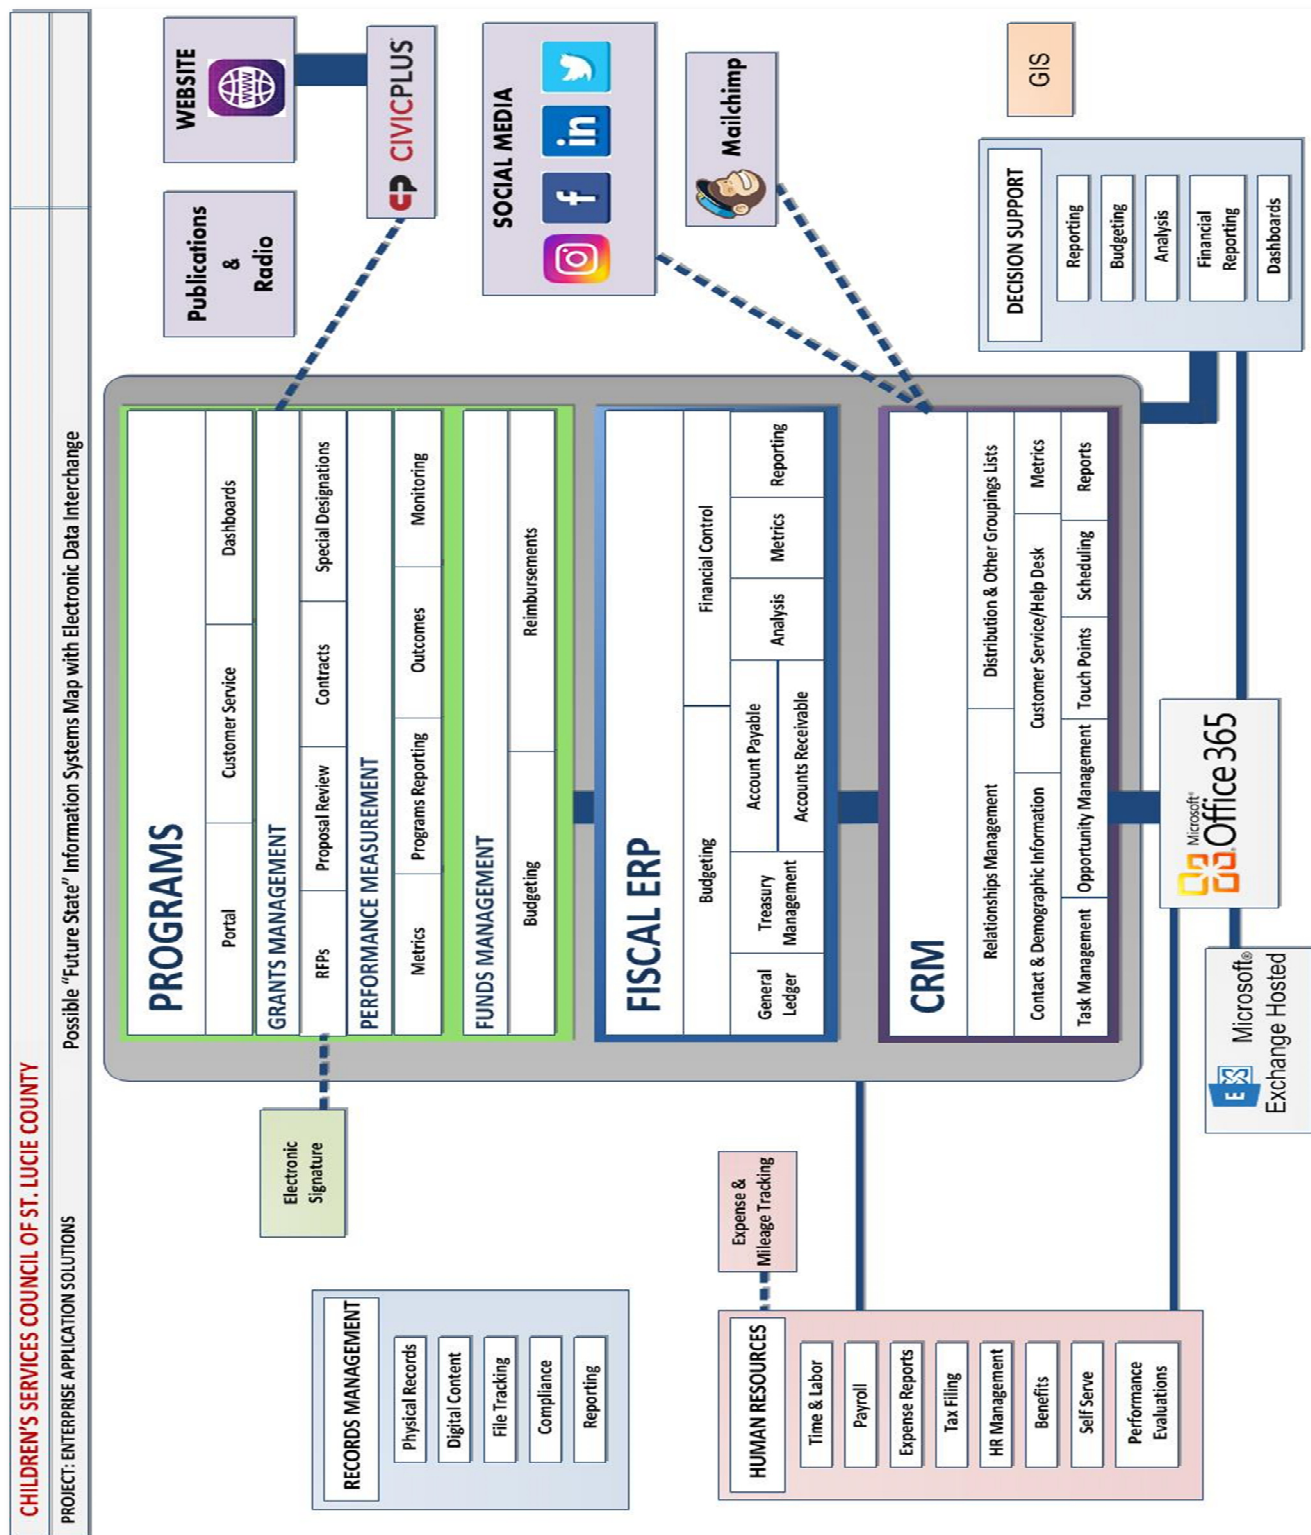 CHILDREN'S SERVICES COUNCIL OF ST. LUCIE COUNTY
PROJECT: ENTERPRISE APPLICATION SOLUTIONS
Possible "Future State" Information Systems Map with Electronic Data Interchange
RECORDS MANAGEMENT
Physical Records
Digital Content
File Tracking
Compliance
Reporting
Electronic
Signature
HUMAN RESOURCES
Time & Labor
Payroll
Expense Reports
Tax Filing
HR Management
Benefits
Self Serve
Performance
Evaluations
Expense &
Mileage Tracking
PROGRAMS
Portal
Customer Service
Dashboards
GRANTS MANAGEMENT
RFPs
Proposal Review
Contracts
Special Designations
PERFORMANCE MEASUREMENT
Metrics
Programs Reporting
Outcomes
Monitoring
FUNDS MANAGEMENT
Budgeting
Reimbursements
FISCAL ERP
Budgeting
Financial Control
General
Ledger
Treasury
Management
Account Payable
Accounts Receivable
Analysis
Metrics
Reporting
CRM
Relationships Management
Distribution & Other Groupings Lists
Contact & Demographic Information
Customer Service/Help Desk
Metrics
Task Management
Opportunity Management
Touch Points
Scheduling
Reports
Publications
&
Radio
WEBSITE
WWW
CP CIVICPLUS
SOCIAL MEDIA
f
in
Mailchimp
GIS
DECISION SUPPORT
Reporting
Budgeting
Analysis
Financial
Reporting
Dashboards
Microsoft®
Office 365
E
Microsoft®
Exchange Hosted